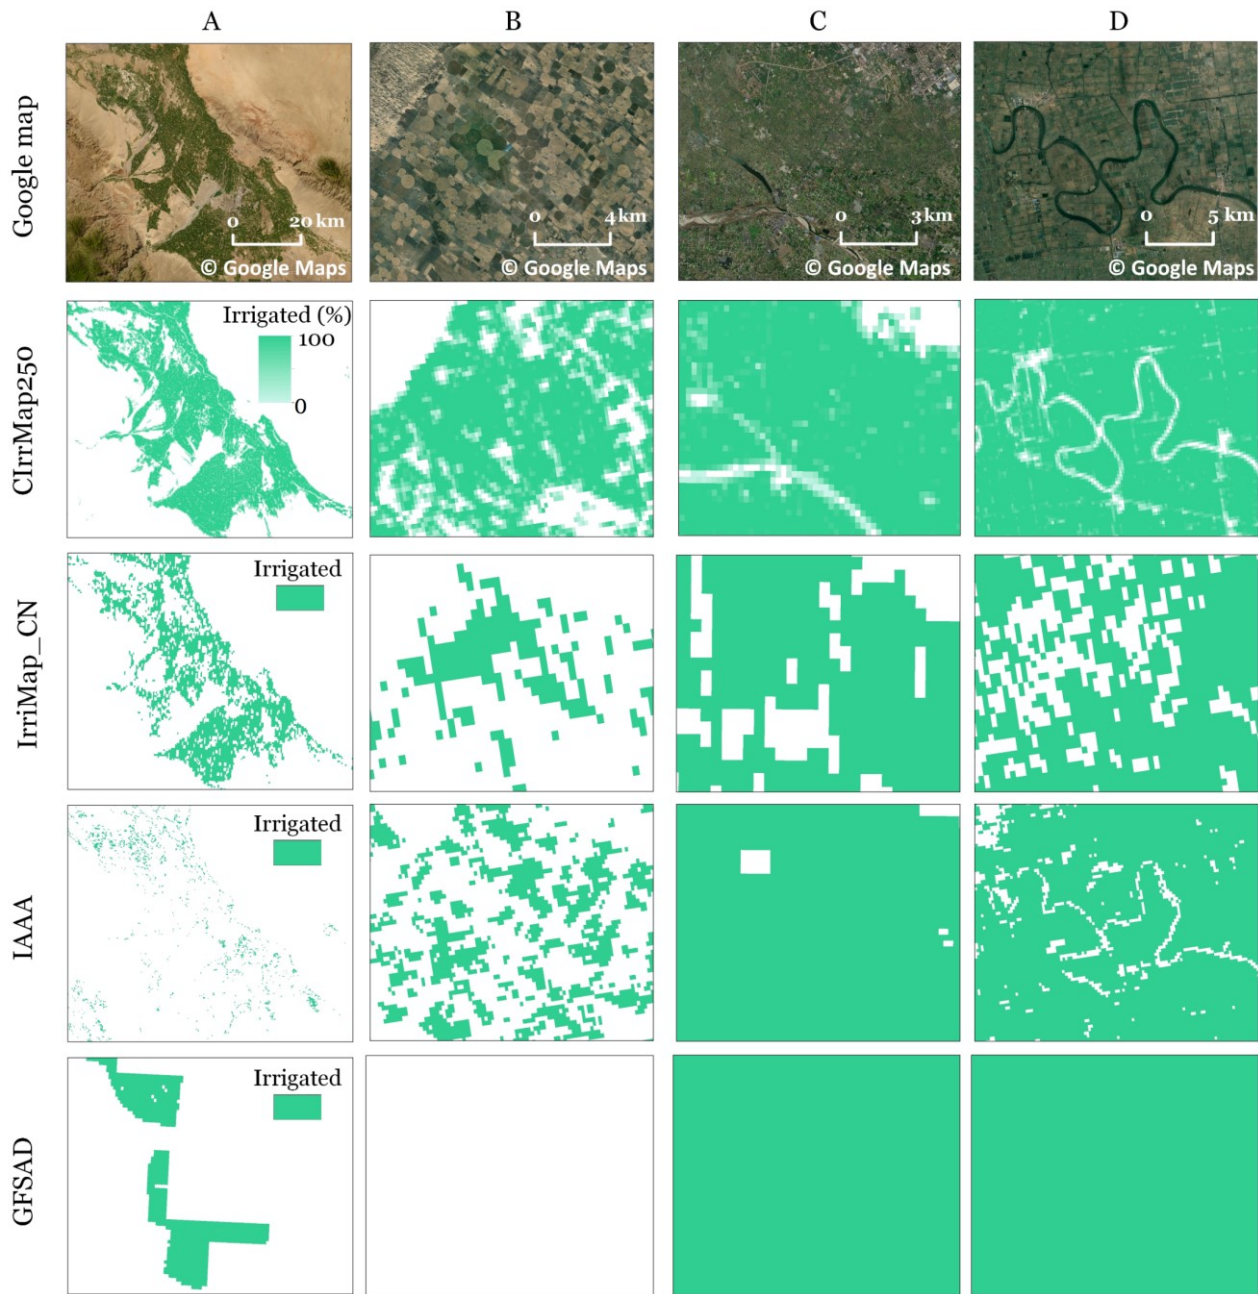 A B C D
Google map
0 20 km
© Google Maps
0 4 km
© Google Maps
0 3 km
© Google Maps
0 5 km
© Google Maps
CIrrMap250
Irrigated (%)
100
0
IrriMap_CN
Irrigated
IAAA
Irrigated
GFSAD
Irrigated